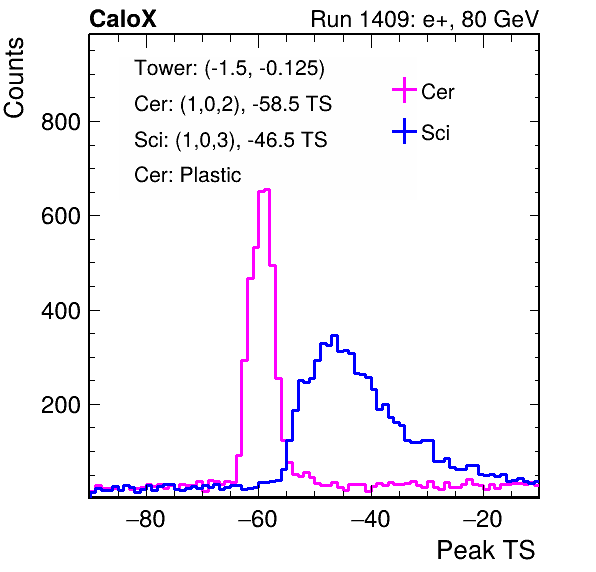 CaloX Run 1409: e+, 80 GeV
Counts
Tower: (-1.5, -0.125)
Cer: (1,0,2), -58.5 TS
Sci: (1,0,3), -46.5 TS
Cer: Plastic
Cer
Sci
800
600
400
200
−80 −60 −40 −20
Peak TS